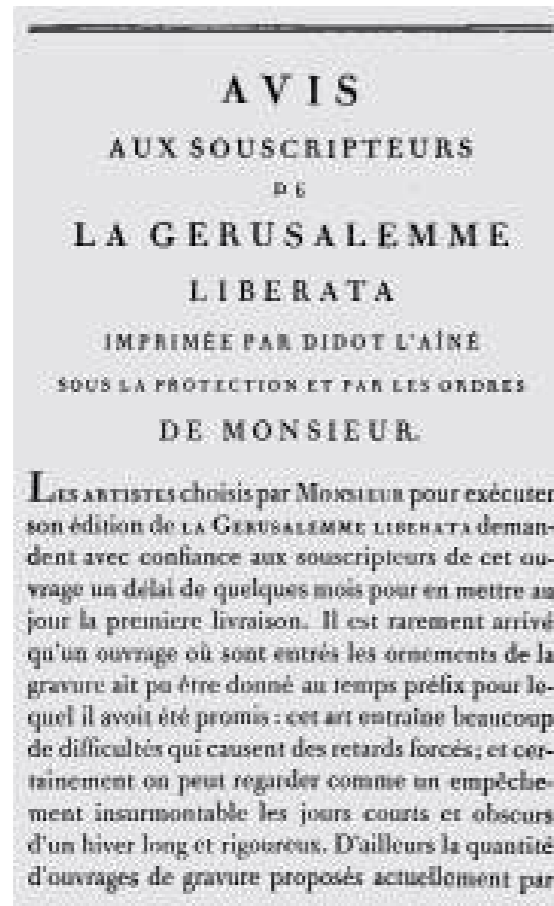 AVIS
AUX SOUSCRIPTEURS
DE
LA GERUSALEMME
LIBERATA
IMPRIMÉE PAR DIDOT L'AÎNÉ
SOUS LA PROTECTION ET PAR LES ORDRES
DE MONSIEUR.
LES ARTISTES choisis par MONSIEUR pour exécuter
son édition de LA GERUSALEMME LIBERATA deman-
dent avec confiance aux souscripteurs de cet ou-
vrage un délai de quelques mois pour en mettre au
jour la premiere livraison. Il est rarement arrivé
qu'un ouvrage où sont entrés les ornements de la
gravure ait pu être donné au temps préfix pour le-
quel il avoit été promis : cet art entraîne beaucoup
de difficultés qui causent des retards forcés ; et cer-
tainement on peut regarder comme un empêche-
ment insurmontable les jours courts et obscurs
d'un hiver long et rigoureux. D'ailleurs la quantité
d'ouvrages de gravure proposés actuellement par